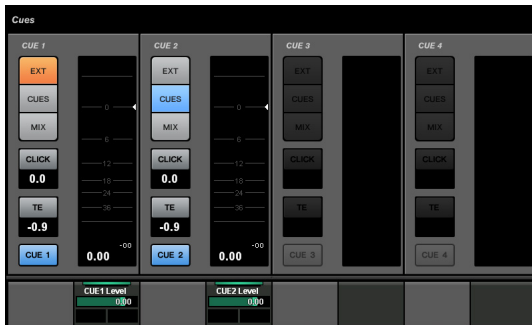 Cues
CUE 1
CUE 2
CUE 3
CUE 4
EXT
EXT
EXT
EXT
CUES
CUES
CUES
CUES
0
0
MIX
MIX
MIX
MIX
6
6
CLICK
CLICK
CLICK
CLICK
12
12
0.0
0.0
18
18
24
24
TE
TE
TE
TE
36
36
-0.9
-0.9
-oo
-oo
CUE 1
0.00
CUE 2
0.00
CUE 3
CUE 4
CUE1 Level
CUE2 Level
0.00
0.00